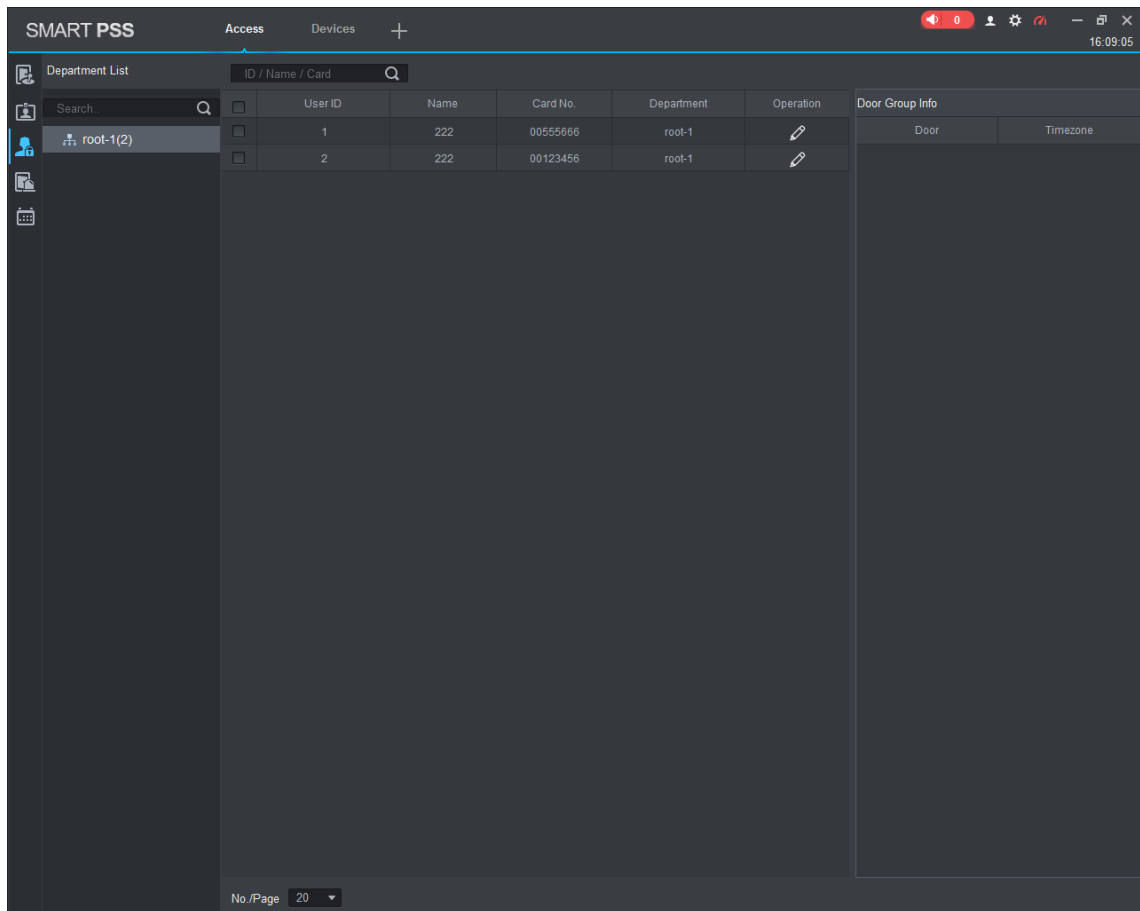 SMART PSS Access Devices 0
16:09:05
Department List
ID / Name / Card
Search..
root-1(2)
User ID Name Card No. Department Operation
1 222 00555666 root-1
2 222 00123456 root-1
Door Group Info
Door Timezone
No./Page 20